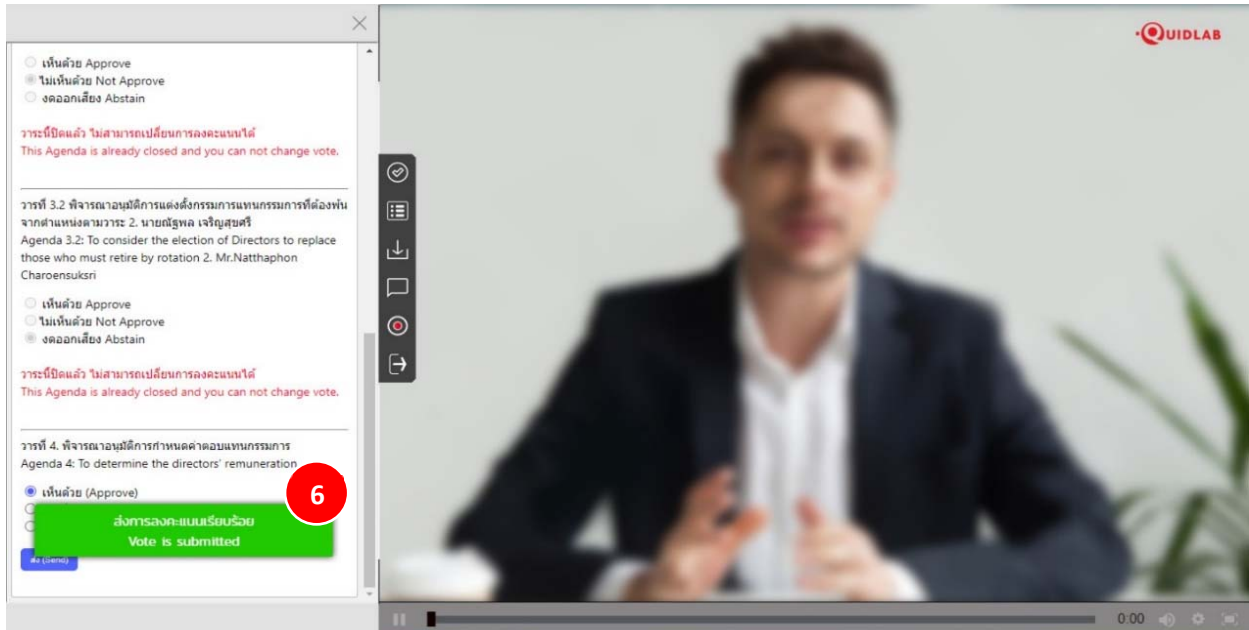 เห็นด้วย Approve
ไม่เห็นด้วย Not Approve
งดออกเสียง Abstain
วาระนี้ปิดแล้ว ไม่สามารถเปลี่ยนการลงคะแนนได้
This Agenda is already closed and you can not change vote.
วารที่ 3.2 พิจารณาอนุมัติการแต่งตั้งกรรมการแทนกรรมการที่ต้องพ้น
จากตำแหน่งตามวาระ 2. นายณัฐพล เจริญสุขศรี
Agenda 3.2: To consider the election of Directors to replace
those who must retire by rotation 2. Mr.Natthaphon
Charoensuksri
เห็นด้วย Approve
ไม่เห็นด้วย Not Approve
งดออกเสียง Abstain
วาระนี้ปิดแล้ว ไม่สามารถเปลี่ยนการลงคะแนนได้
This Agenda is already closed and you can not change vote.
วารที่ 4. พิจารณาอนุมัติการกำหนดค่าตอบแทนกรรมการ
Agenda 4: To determine the directors' remuneration
เห็นด้วย (Approve)
6
ส่งการลงคะแนนเรียบร้อย
Vote is submitted
ส่ง (Send)
QUIDLAB
0:00